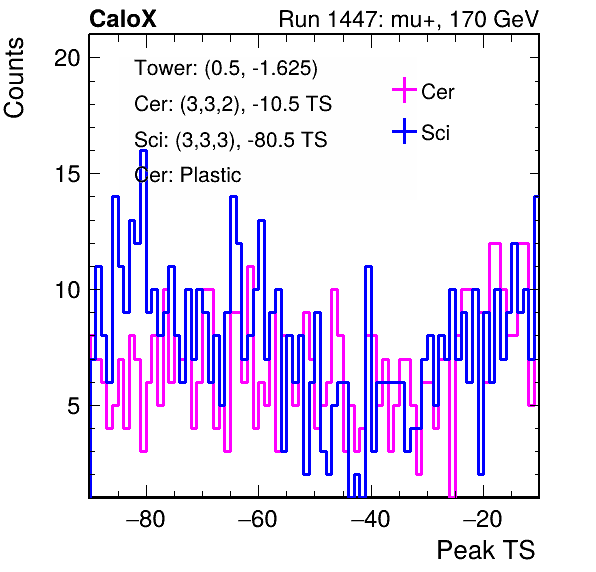 CaloX Run 1447: mu+, 170 GeV
Counts
20
15
10
5
Tower: (0.5, -1.625)
Cer: (3,3,2), -10.5 TS
Sci: (3,3,3), -80.5 TS
Cer: Plastic
Cer
Sci
−80 −60 −40 −20
Peak TS